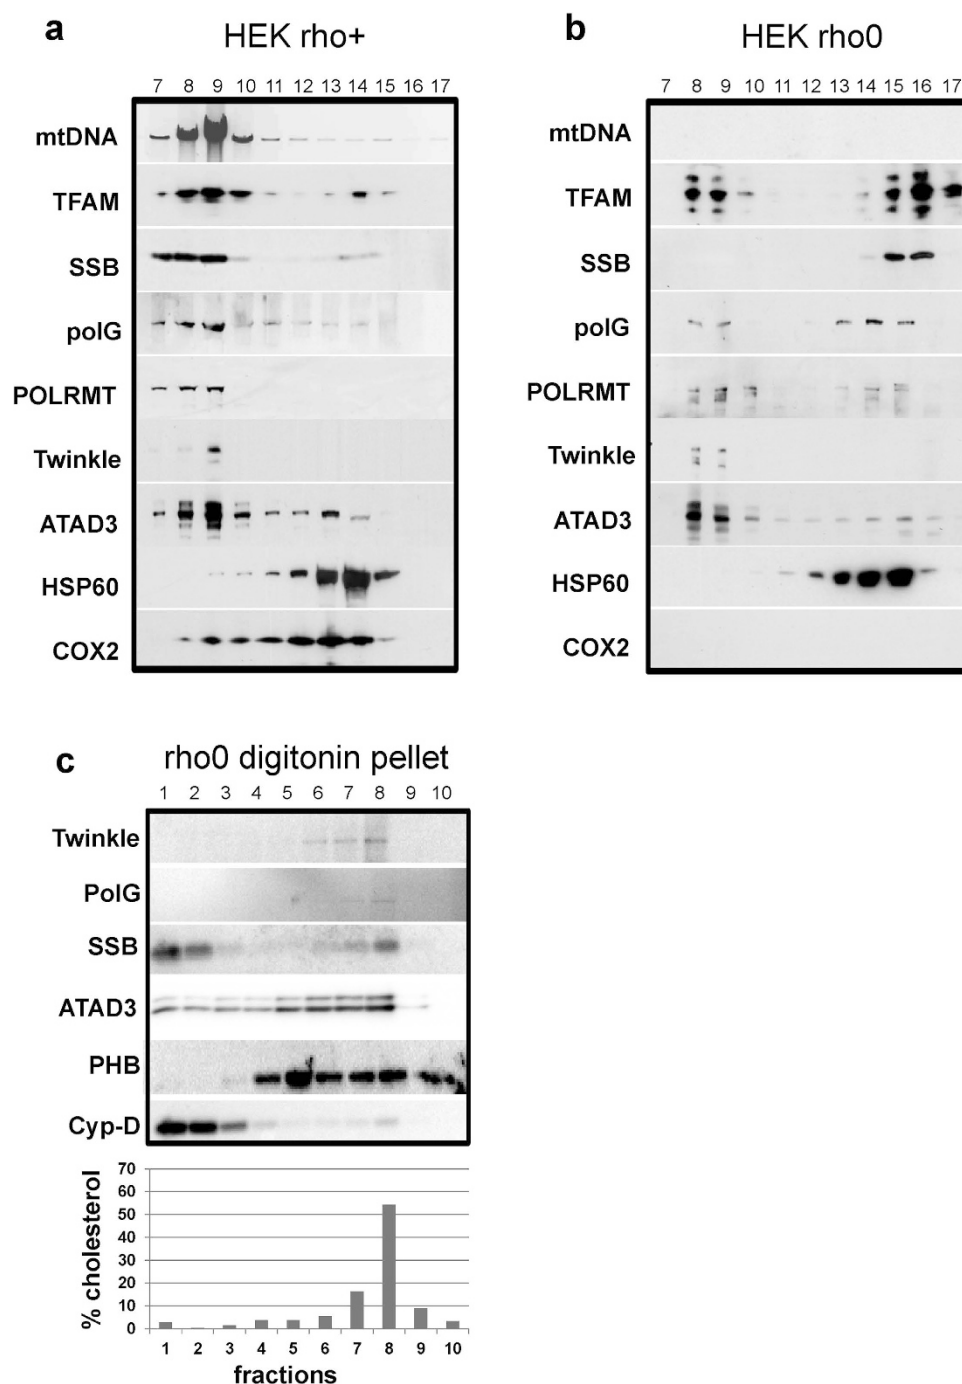 a
HEK rho+
7 8 9 10 11 12 13 14 15 16 17
mtDNA
TFAM
SSB
polG
POLRMT
Twinkle
ATAD3
HSP60
COX2
b
HEK rho0
7 8 9 10 11 12 13 14 15 16 17
mtDNA
TFAM
SSB
polG
POLRMT
Twinkle
ATAD3
HSP60
COX2
c
rho0 digitonin pellet
1 2 3 4 5 6 7 8 9 10
Twinkle
PolG
SSB
ATAD3
PHB
Cyp-D
% cholesterol
70
60
50
40
30
20
10
0
1 2 3 4 5 6 7 8 9 10
fractions